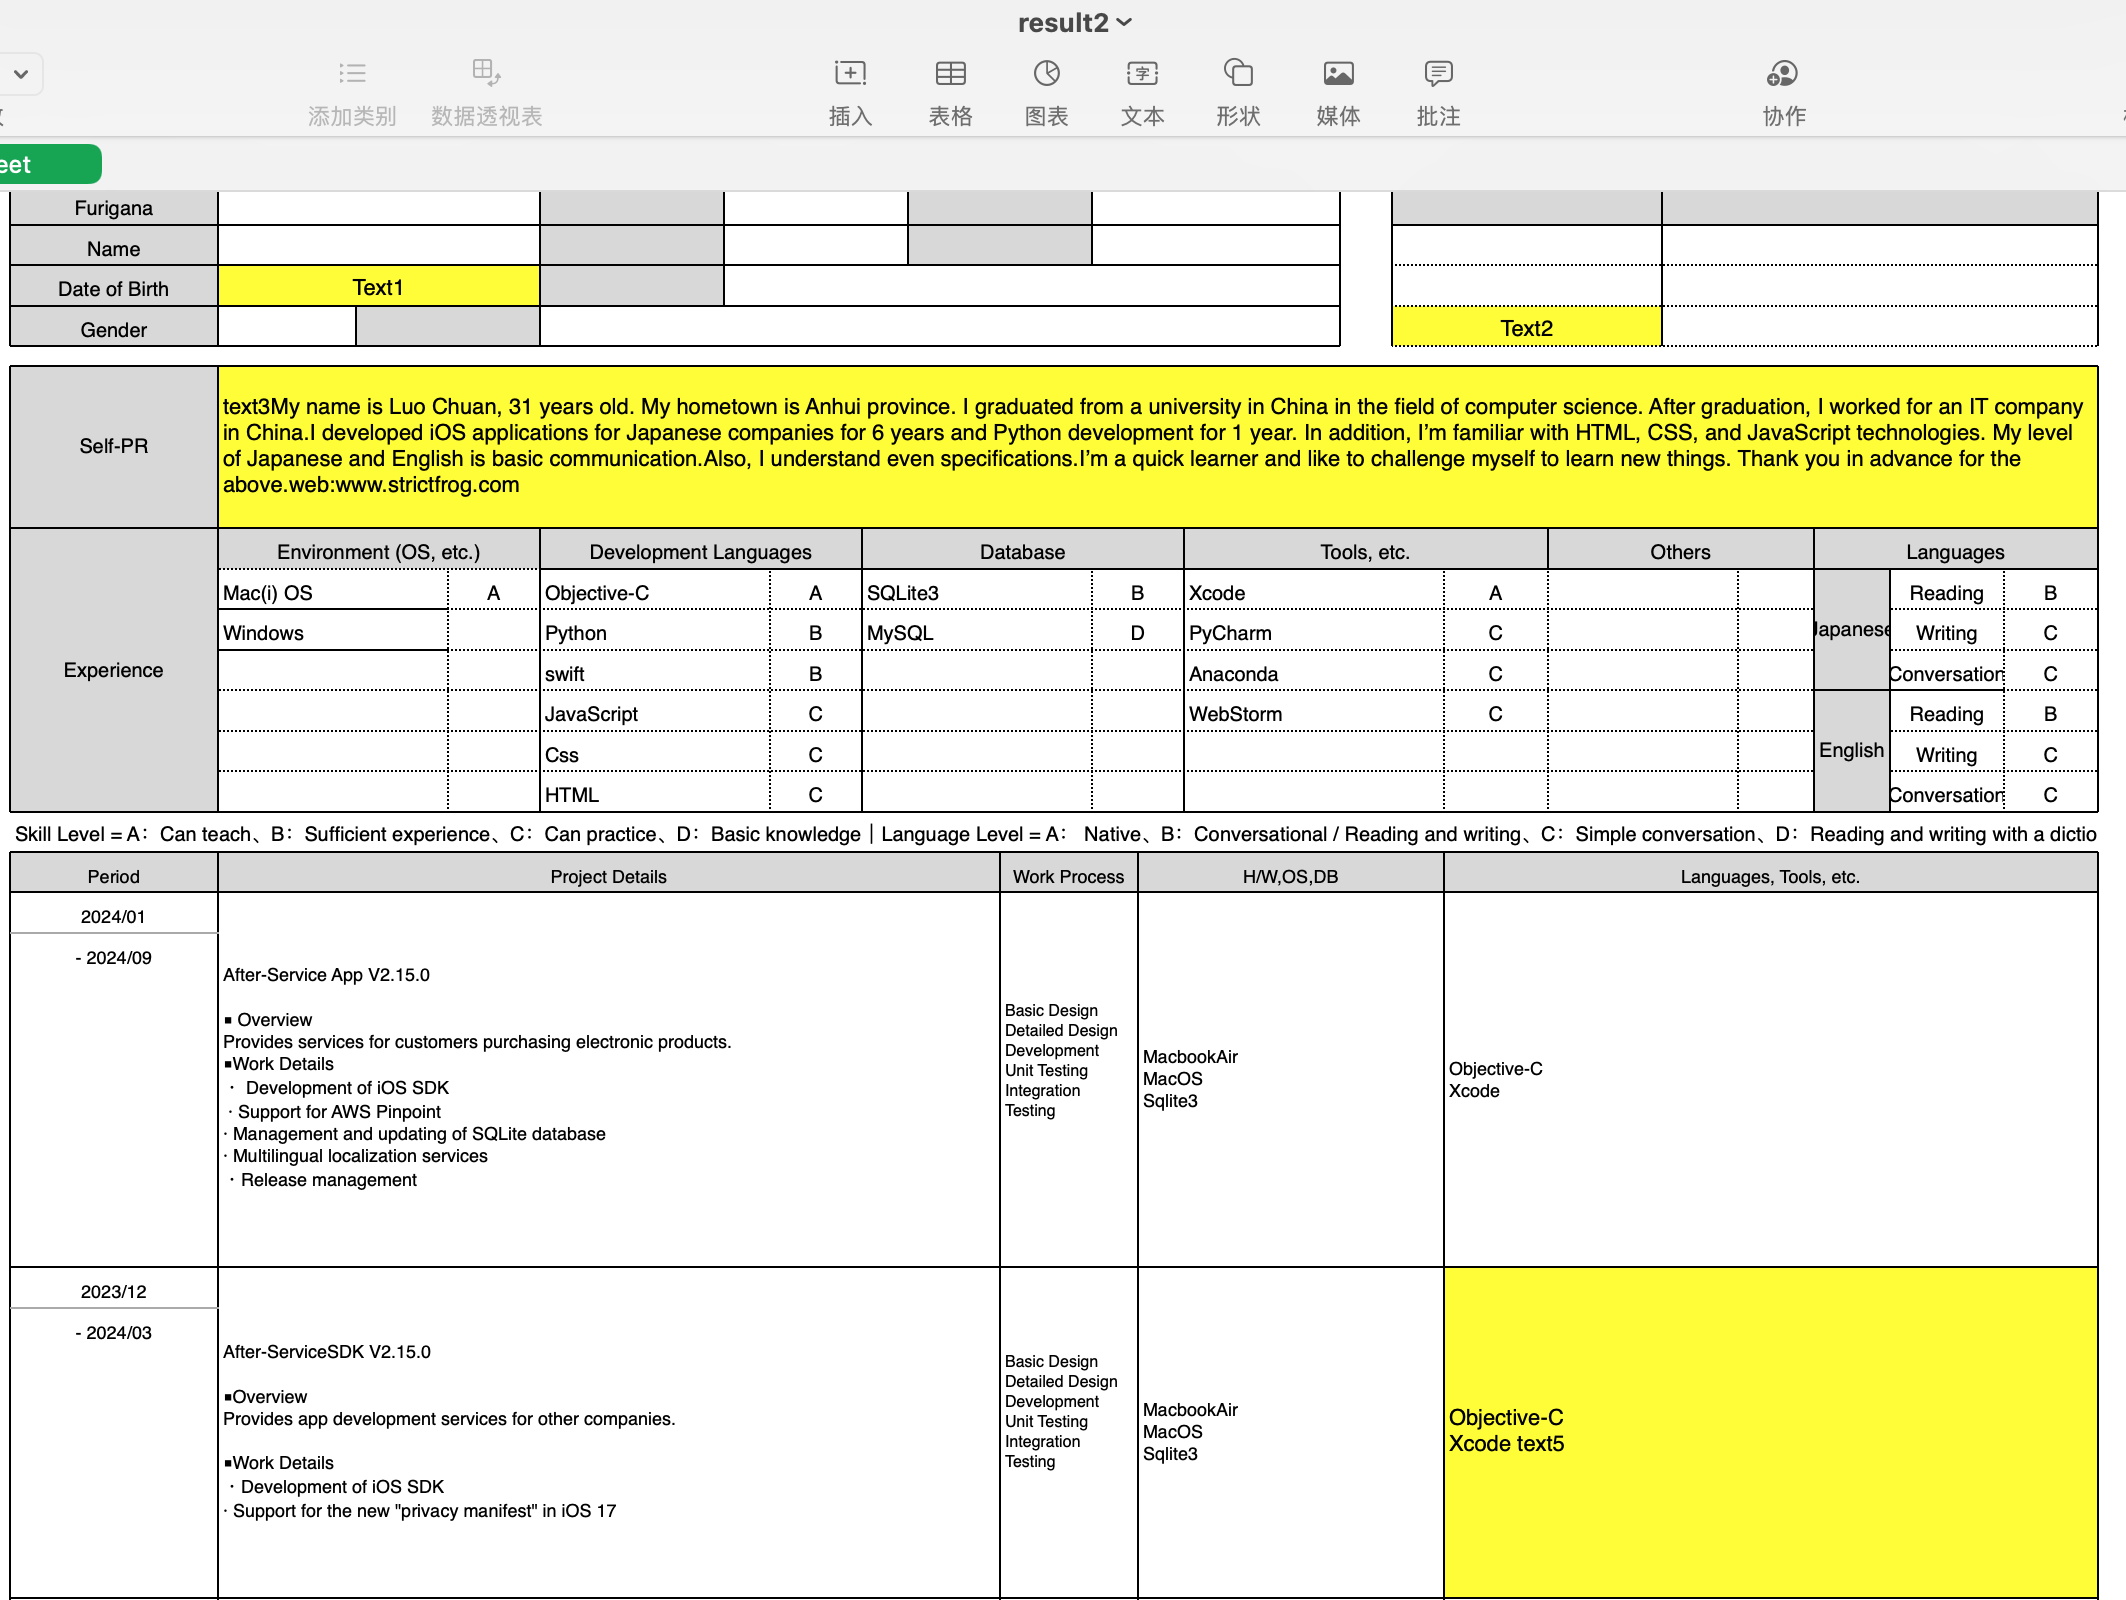 result2
添加类别
数据透视表
插入
表格
图表
文本
形状
媒体
批注
协作
eet
Furigana
Name
Date of Birth Text1
Gender Text2
Self-PR
text3My name is Luo Chuan, 31 years old. My hometown is Anhui province. I graduated from a university in China in the field of computer science. After graduation, I worked for an IT company
in China.I developed iOS applications for Japanese companies for 6 years and Python development for 1 year. In addition, I'm familiar with HTML, CSS, and JavaScript technologies. My level
of Japanese and English is basic communication.Also, I understand even specifications.I'm a quick learner and like to challenge myself to learn new things. Thank you in advance for the
above.web:www.strictfrog.com
Experience
Environment (OS, etc.) Development Languages Database Tools, etc. Others Languages
Mac(i) OS A Objective-C A SQLite3 B Xcode A Japanese Reading B
Windows Python B MySQL D PyCharm C Writing C
swift B Anaconda C Conversation C
JavaScript C WebStorm C English Reading B
Css C Writing C
HTML C Conversation C
Skill Level = A： Can teach、B： Sufficient experience、C： Can practice、D： Basic knowledge｜Language Level = A： Native、B： Conversational / Reading and writing、C： Simple conversation、D： Reading and writing with a dictio
Period Project Details Work Process H/W,OS,DB Languages, Tools, etc.
2024/01
- 2024/09
After-Service App V2.15.0
▪ Overview
Provides services for customers purchasing electronic products.
▪Work Details
・ Development of iOS SDK
・Support for AWS Pinpoint
· Management and updating of SQLite database
· Multilingual localization services
・Release management
Basic Design
Detailed Design
Development
Unit Testing
Integration
Testing
MacbookAir
MacOS
Sqlite3
Objective-C
Xcode
2023/12
- 2024/03
After-ServiceSDK V2.15.0
▪Overview
Provides app development services for other companies.
▪Work Details
・Development of iOS SDK
· Support for the new "privacy manifest" in iOS 17
Basic Design
Detailed Design
Development
Unit Testing
Integration
Testing
MacbookAir
MacOS
Sqlite3
Objective-C
Xcode text5